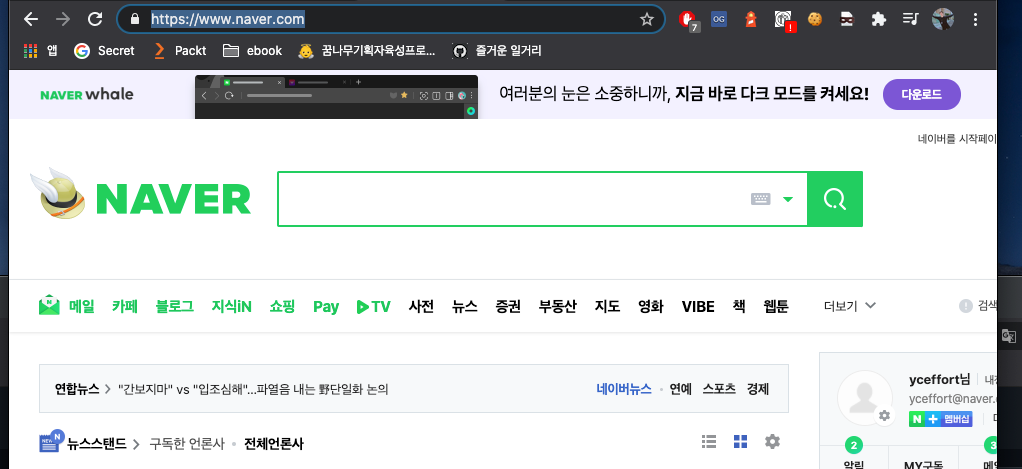 https://www.naver.com
7
OG
!
앱 Secret Packt ebook 꿈나무기획자육성프로... 즐거운 일거리
NAVER whale
여러분의 눈은 소중하니까, 지금 바로 다크 모드를 켜세요!
다운로드
네이버를 시작페이
NAVER
N 메일 카페 블로그 지식iN 쇼핑 Pay TV 사전 뉴스 증권 부동산 지도 영화 VIBE 책 웹툰 더보기
! 검색
연합뉴스 > "간보지마" vs "입조심해"...파열음 내는 野단일화 논의
네이버뉴스 · 연예 스포츠 경제
NEW N 뉴스스탠드 > 구독한 언론사 · 전체언론사
yceffort님
yceffort@naver.
N + 멤버십
2
3
알림 MY구독 메일